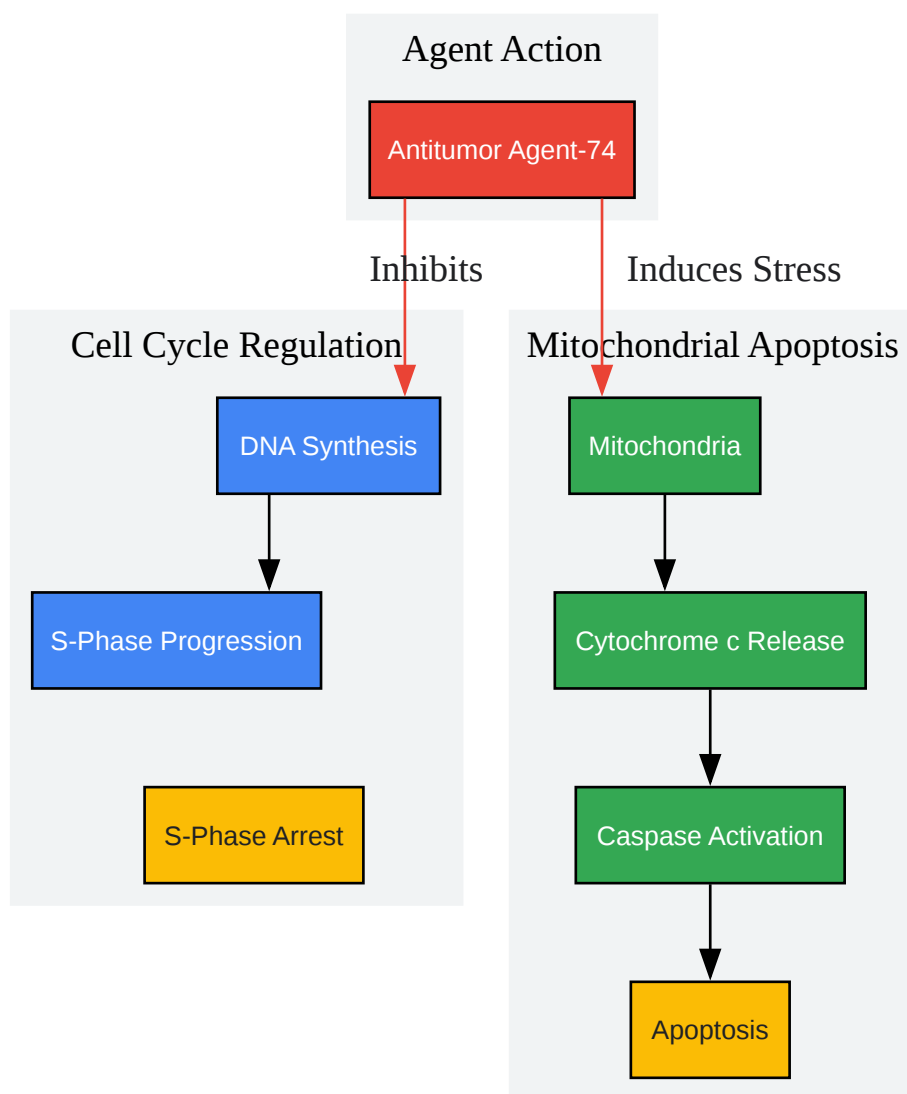 Agent Action
Antitumor Agent-74
Inhibits
Induces Stress
Cell Cycle Regulation
Mitochondrial Apoptosis
DNA Synthesis
Mitochondria
S-Phase Progression
Cytochrome c Release
S-Phase Arrest
Caspase Activation
Apoptosis